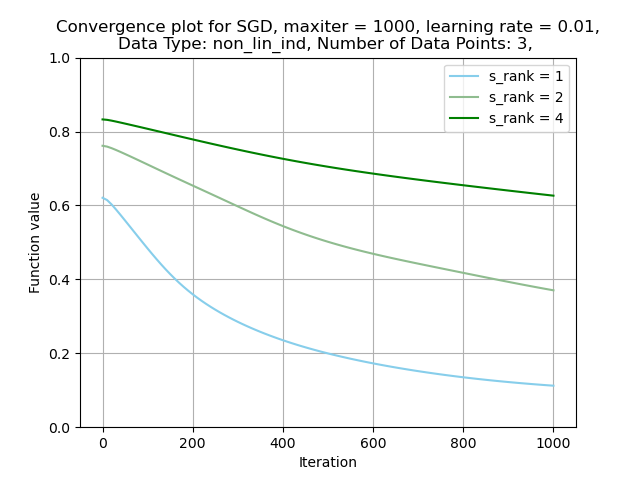 Convergence plot for SGD, maxiter = 1000, learning rate = 0.01,
Data Type: non_lin_ind, Number of Data Points: 3,
1.0
0.8
0.6
0.4
0.2
0.0
Function value
s_rank = 1
s_rank = 2
s_rank = 4
0
200
400
600
800
1000
Iteration